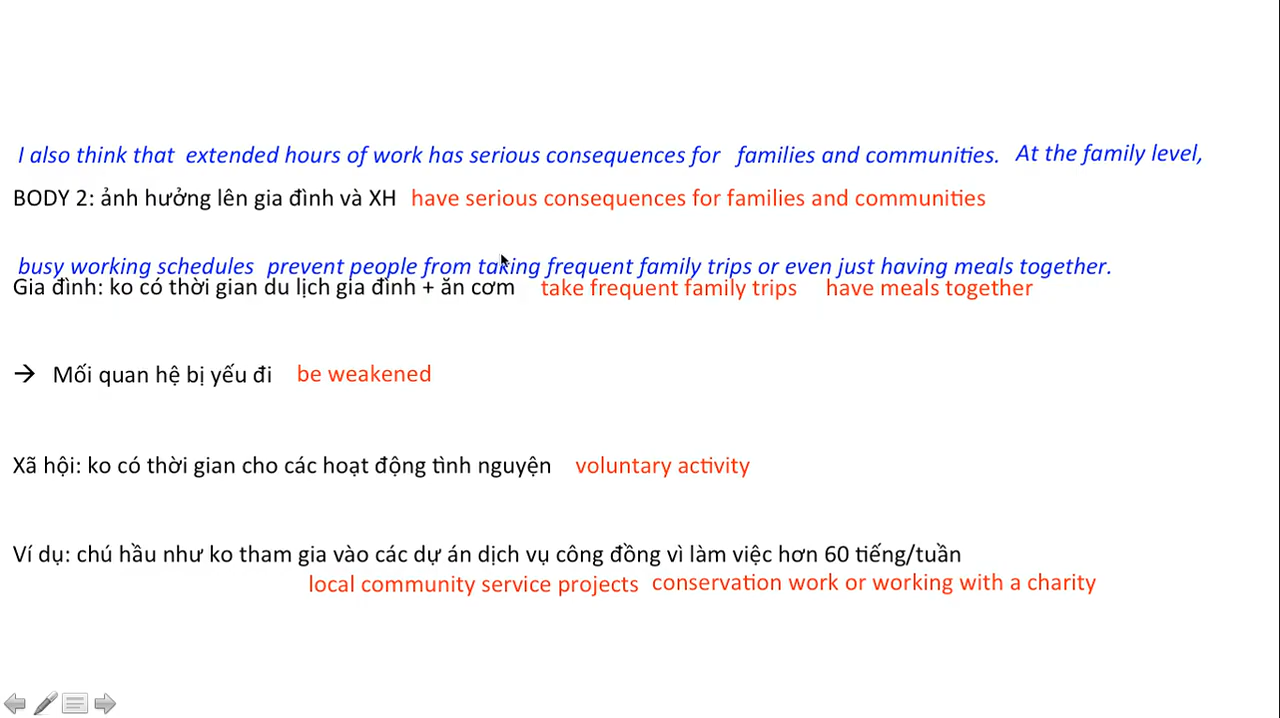 I also think that extended hours of work has serious consequences for families and communities. At the family level,
BODY 2: ảnh hưởng lên gia đình và XH have serious consequences for families and communities
busy working schedules prevent people from taking frequent family trips or even just having meals together.
Gia đình: ko có thời gian du lịch gia đình + ăn cơm take frequent family trips have meals together
→ Mối quan hệ bị yếu đi be weakened
Xã hội: ko có thời gian cho các hoạt động tình nguyện voluntary activity
Ví dụ: chú hầu như ko tham gia vào các dự án dịch vụ công đồng vì làm việc hơn 60 tiếng/tuần
local community service projects conservation work or working with a charity